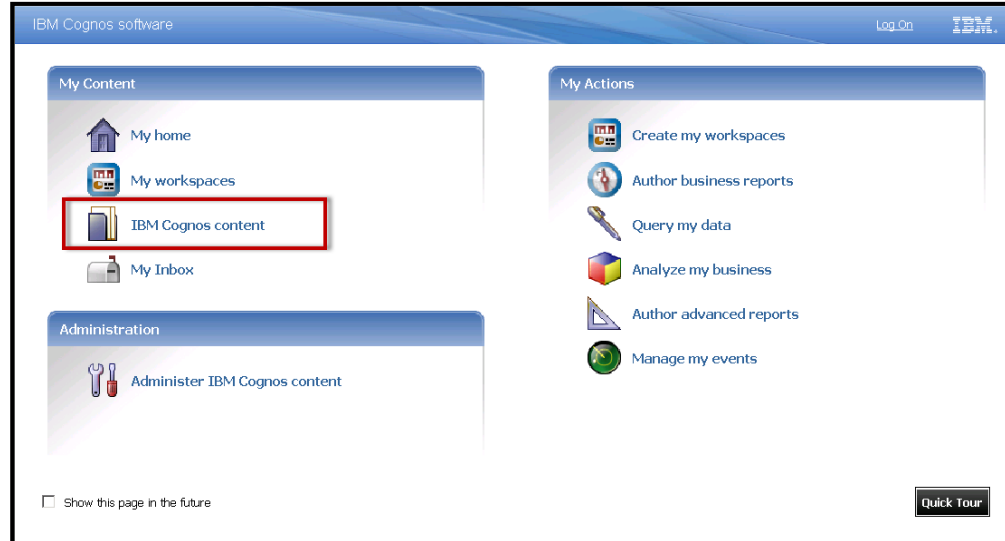 IBM Cognos software
Log On
IBM.
My Content
My home
My workspaces
IBM Cognos content
My Inbox
Administration
Administer IBM Cognos content
My Actions
Create my workspaces
Author business reports
Query my data
Analyze my business
Author advanced reports
Manage my events
Show this page in the future
Quick Tour